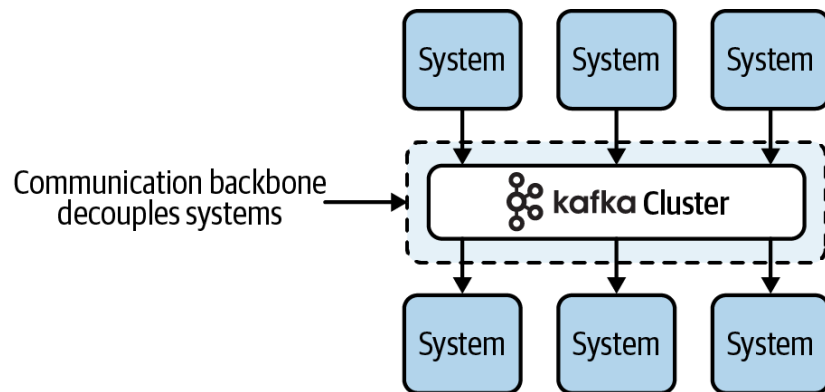 System
System
System
Communication backbone
decouples systems
kafka Cluster
System
System
System